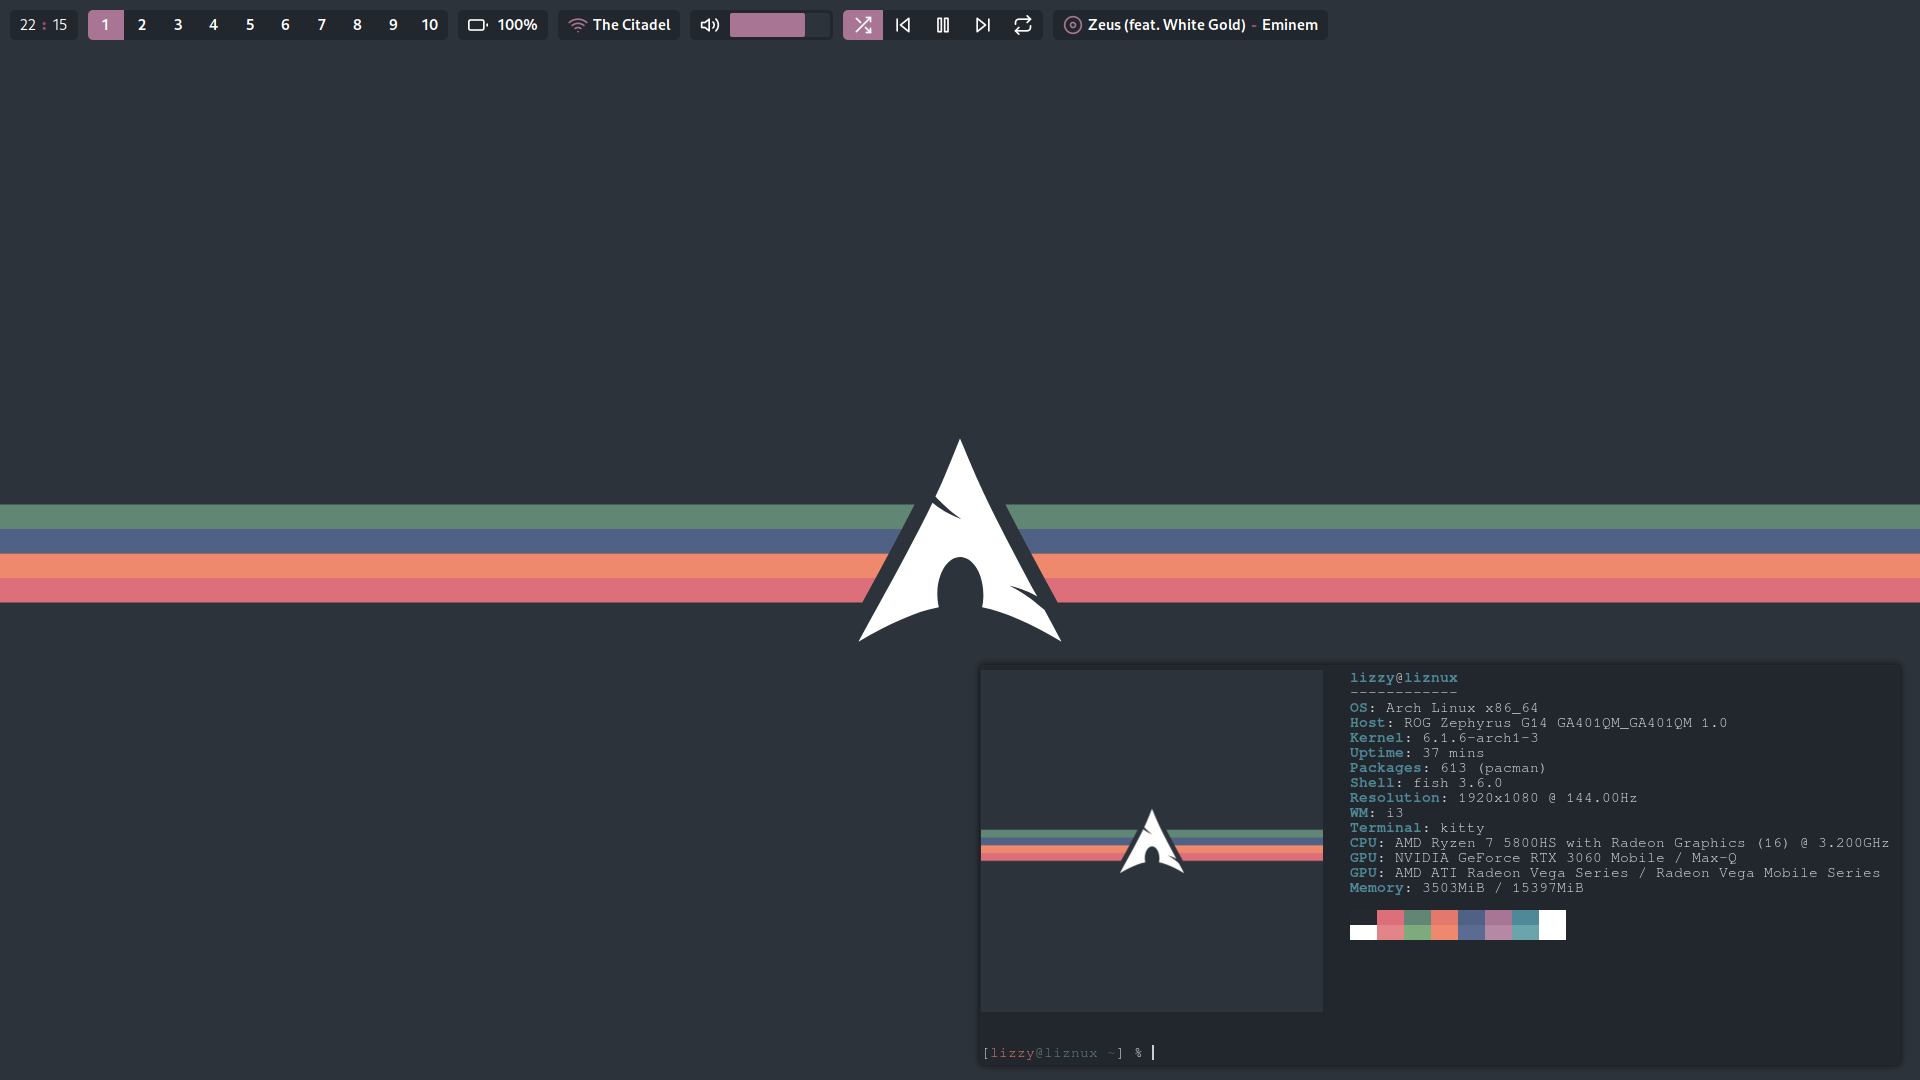 22 : 15 1 2 3 4 5 6 7 8 9 10 100% The Citadel Zeus (feat. White Gold) - Eminem
lizzy@liznux
------------
OS: Arch Linux x86_64
Host: ROG Zephyrus G14 GA401QM_GA401QM 1.0
Kernel: 6.1.6-arch1-3
Uptime: 37 mins
Packages: 613 (pacman)
Shell: fish 3.6.0
Resolution: 1920x1080 @ 144.00Hz
WM: i3
Terminal: kitty
CPU: AMD Ryzen 7 5800HS with Radeon Graphics (16) @ 3.200GHz
GPU: NVIDIA GeForce RTX 3060 Mobile / Max-Q
GPU: AMD ATI Radeon Vega Series / Radeon Vega Mobile Series
Memory: 3503MiB / 15397MiB
[lizzy@liznux ~] %